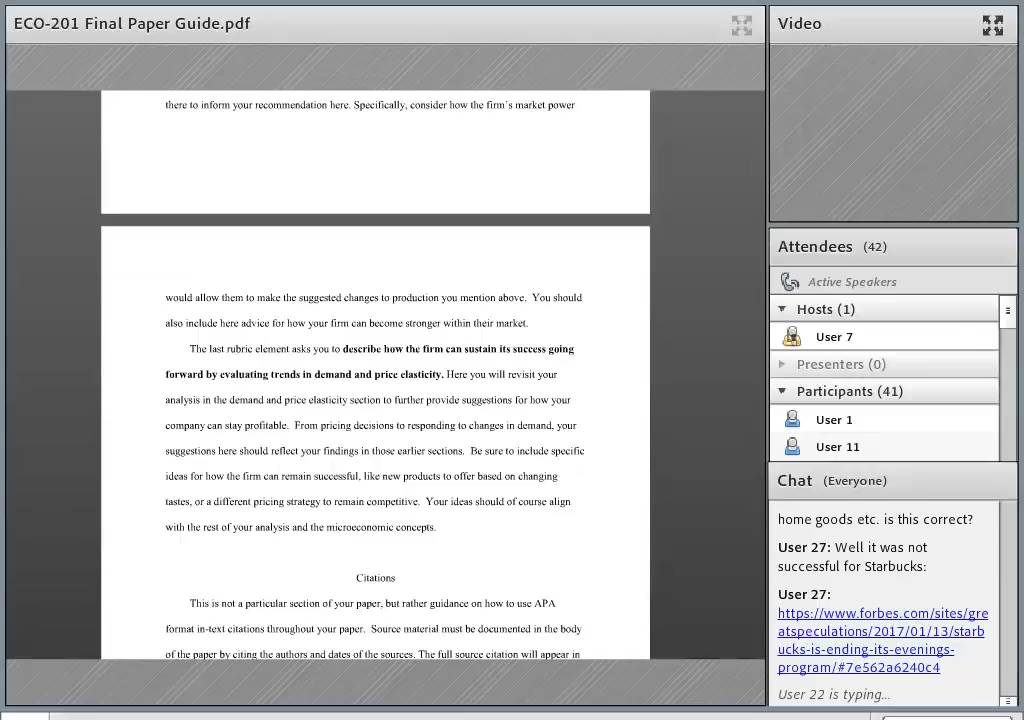 ECO-201 Final Paper Guide.pdf
there to inform your recommendation here. Specifically, consider how the firm's market power
would allow them to make the suggested changes to production you mention above.  You should
also include here advice for how your firm can become stronger within their market.
The last rubric element asks you to describe how the firm can sustain its success going
forward by evaluating trends in demand and price elasticity. Here you will revisit your
analysis in the demand and price elasticity section to further provide suggestions for how your
company can stay profitable.  From pricing decisions to responding to changes in demand, your
suggestions here should reflect your findings in those earlier sections.  Be sure to include specific
ideas for how the firm can remain successful, like new products to offer based on changing
tastes, or a different pricing strategy to remain competitive.  Your ideas should of course align
with the rest of your analysis and the microeconomic concepts.
Citations
This is not a particular section of your paper, but rather guidance on how to use APA
format in-text citations throughout your paper.  Source material must be documented in the body
of the paper by citing the authors and dates of the sources. The full source citation will appear in
Video
Attendees (42)
Active Speakers
Hosts (1)
User 7
Presenters (0)
Participants (41)
User 1
User 11
Chat (Everyone)
home goods etc. is this correct?
User 27: Well it was not
successful for Starbucks:
User 27:
https://www.forbes.com/sites/gre
atspeculations/2017/01/13/starb
ucks-is-ending-its-evenings-
program/#7e562a6240c4
User 22 is typing...